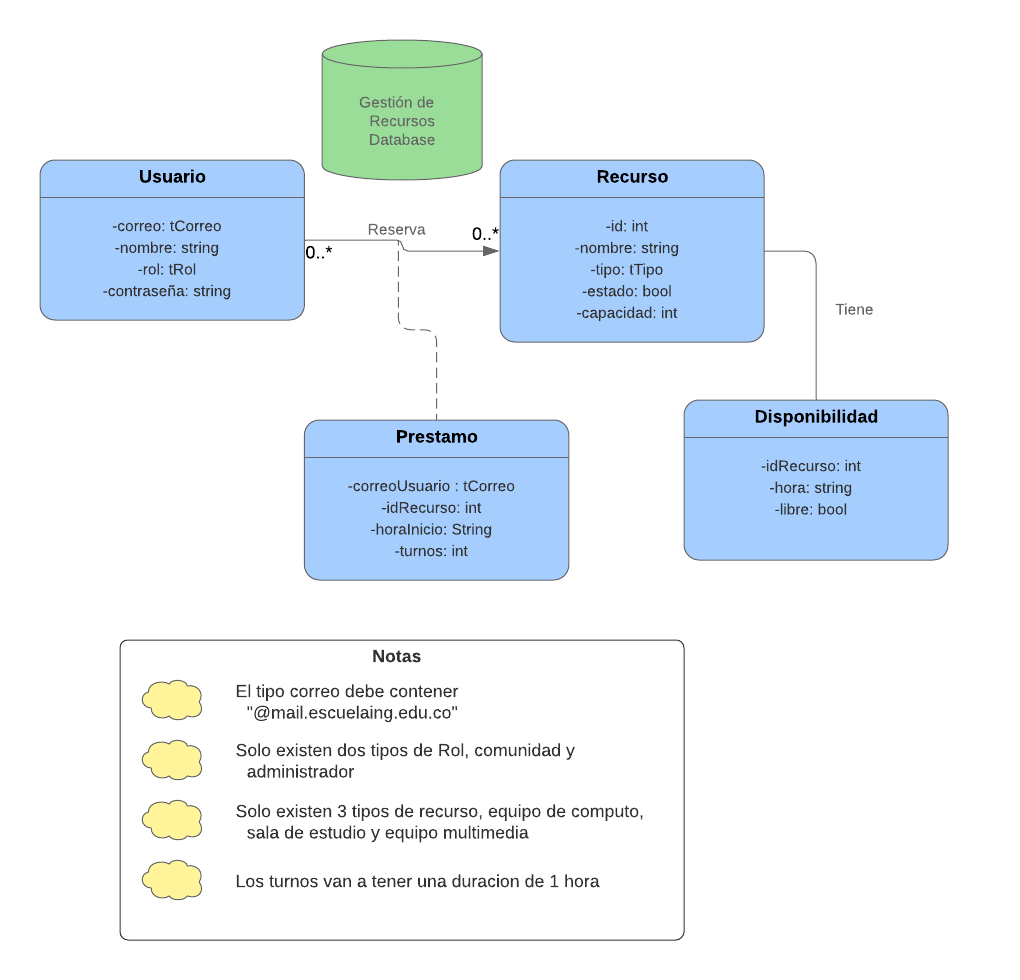 Gestión de
Recursos
Database
Usuario
-correo: tCorreo
-nombre: string
-rol: tRol
-contraseña: string
Reserva
0..*
0..*
Recurso
-id: int
-nombre: string
-tipo: tTipo
-estado: bool
-capacidad: int
Tiene
Prestamo
-correoUsuario : tCorreo
-idRecurso: int
-horaInicio: String
-turnos: int
Disponibilidad
-idRecurso: int
-hora: string
-libre: bool
Notas
El tipo correo debe contener
"@mail.escuelaing.edu.co"
Solo existen dos tipos de Rol, comunidad y
administrador
Solo existen 3 tipos de recurso, equipo de computo,
sala de estudio y equipo multimedia
Los turnos van a tener una duracion de 1 hora